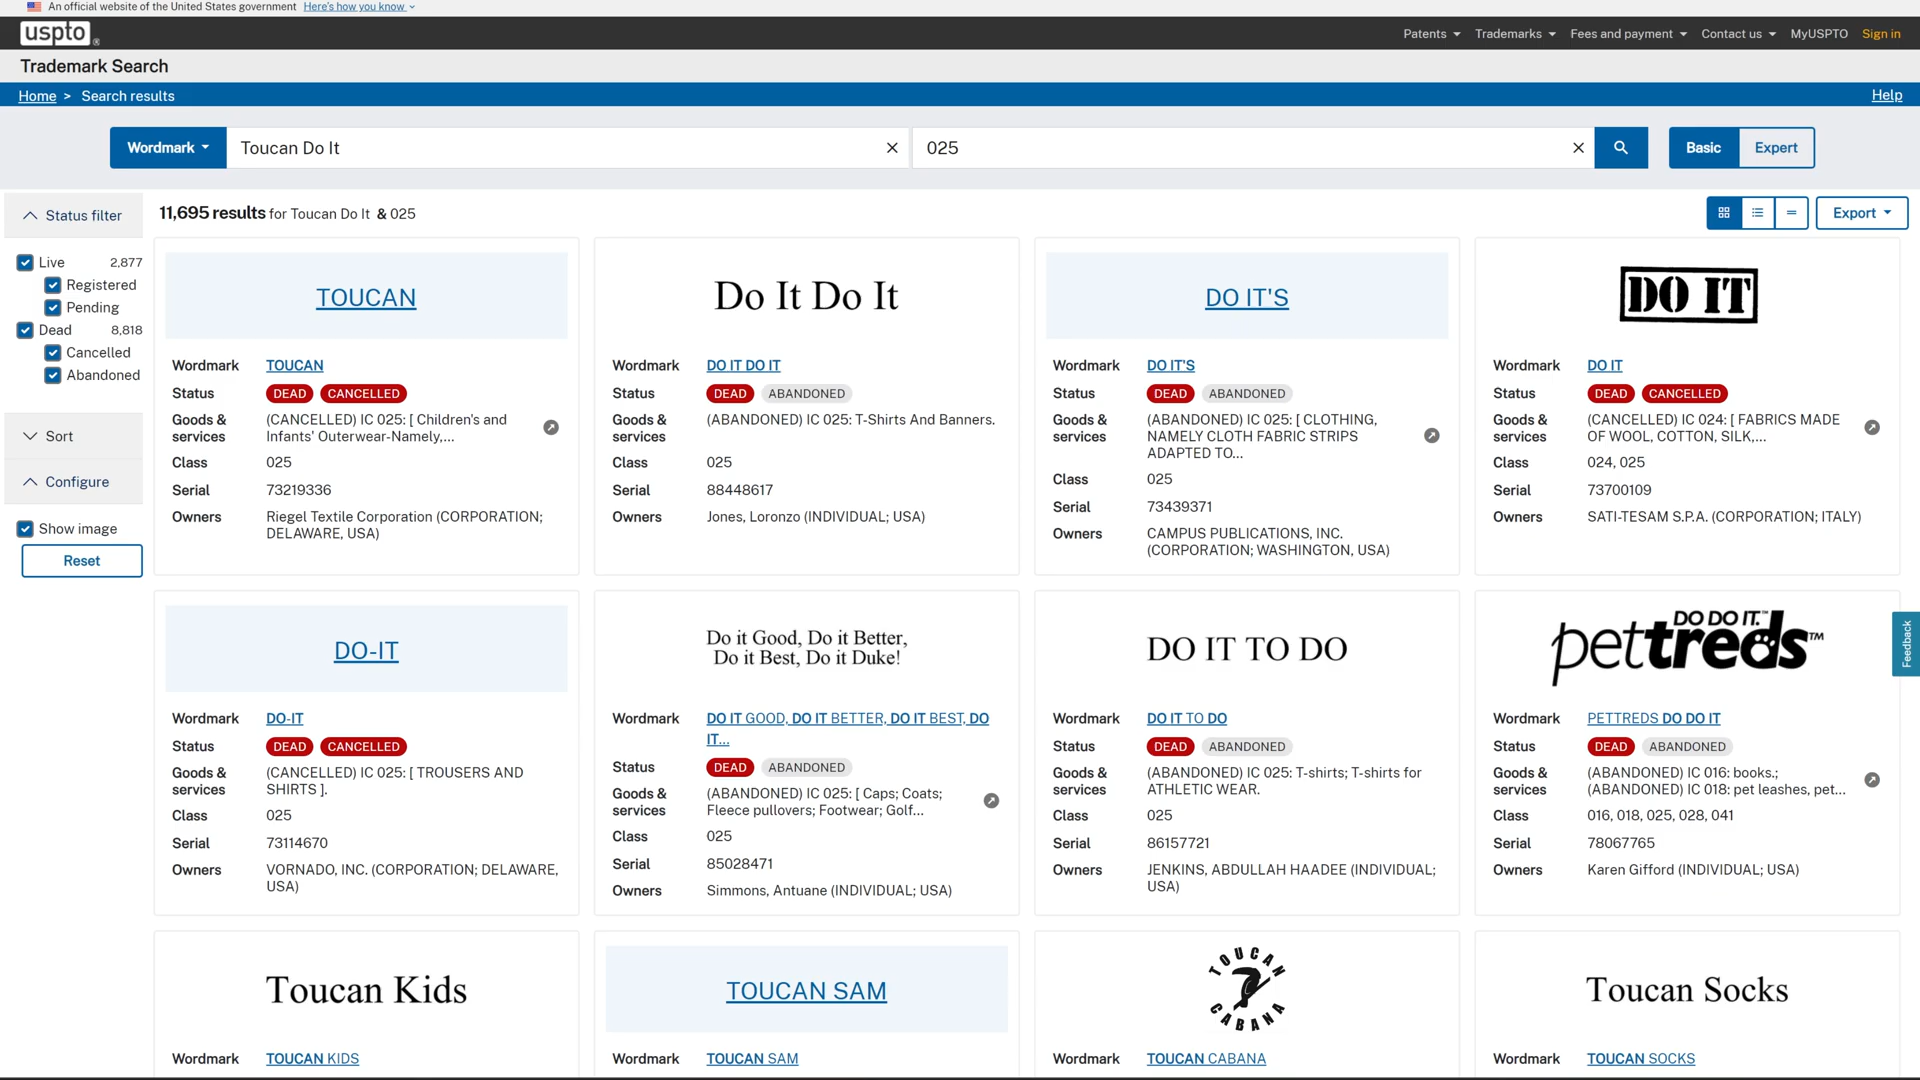 An official website of the United States government Here's how you know
uspto®
Patents Trademarks Fees and payment Contact us MyUSPTO Sign in
Trademark Search
Home > Search results Help
Wordmark Toucan Do It 025 Basic Expert
Status filter
11,695 results for Toucan Do It & 025 Export
Live 2,877
Registered
Pending
Dead 8,818
Cancelled
Abandoned
Sort
Configure
Show image
Reset
TOUCAN
Wordmark TOUCAN
Status DEAD CANCELLED
Goods & services (CANCELLED) IC 025: [ Children's and
Infants' Outerwear-Namely,...
Class 025
Serial 73219336
Owners Riegel Textile Corporation (CORPORATION;
DELAWARE, USA)
Do It Do It
Wordmark DO IT DO IT
Status DEAD ABANDONED
Goods & services (ABANDONED) IC 025: T-Shirts And Banners.
Class 025
Serial 88448617
Owners Jones, Loronzo (INDIVIDUAL; USA)
DO IT'S
Wordmark DO IT'S
Status DEAD ABANDONED
Goods & services (ABANDONED) IC 025: [ CLOTHING,
NAMELY CLOTH FABRIC STRIPS
ADAPTED TO...
Class 025
Serial 73439371
Owners CAMPUS PUBLICATIONS, INC.
(CORPORATION; WASHINGTON, USA)
DO IT
Wordmark DO IT
Status DEAD CANCELLED
Goods & services (CANCELLED) IC 024: [ FABRICS MADE
OF WOOL, COTTON, SILK,...
Class 024, 025
Serial 73700109
Owners SATI-TESAM S.P.A. (CORPORATION; ITALY)
DO-IT
Wordmark DO-IT
Status DEAD CANCELLED
Goods & services (CANCELLED) IC 025: [ TROUSERS AND
SHIRTS ].
Class 025
Serial 73114670
Owners VORNADO, INC. (CORPORATION; DELAWARE,
USA)
Do it Good, Do it Better,
Do it Best, Do it Duke!
Wordmark DO IT GOOD, DO IT BETTER, DO IT BEST, DO
IT...
Status DEAD ABANDONED
Goods & services (ABANDONED) IC 025: [ Caps; Coats;
Fleece pullovers; Footwear; Golf...
Class 025
Serial 85028471
Owners Simmons, Antuane (INDIVIDUAL; USA)
DO IT TO DO
Wordmark DO IT TO DO
Status DEAD ABANDONED
Goods & services (ABANDONED) IC 025: T-shirts; T-shirts for
ATHLETIC WEAR.
Class 025
Serial 86157721
Owners JENKINS, ABDULLAH HAADEE (INDIVIDUAL;
USA)
DO DO IT.™
pettreds™
Wordmark PETTREDS DO DO IT
Status DEAD ABANDONED
Goods & services (ABANDONED) IC 016: books.;
(ABANDONED) IC 018: pet leashes, pet...
Class 016, 018, 025, 028, 041
Serial 78067765
Owners Karen Gifford (INDIVIDUAL; USA)
Feedback
Toucan Kids
Wordmark TOUCAN KIDS
TOUCAN SAM
Wordmark TOUCAN SAM
TOUCAN
CABANA
Wordmark TOUCAN CABANA
Toucan Socks
Wordmark TOUCAN SOCKS